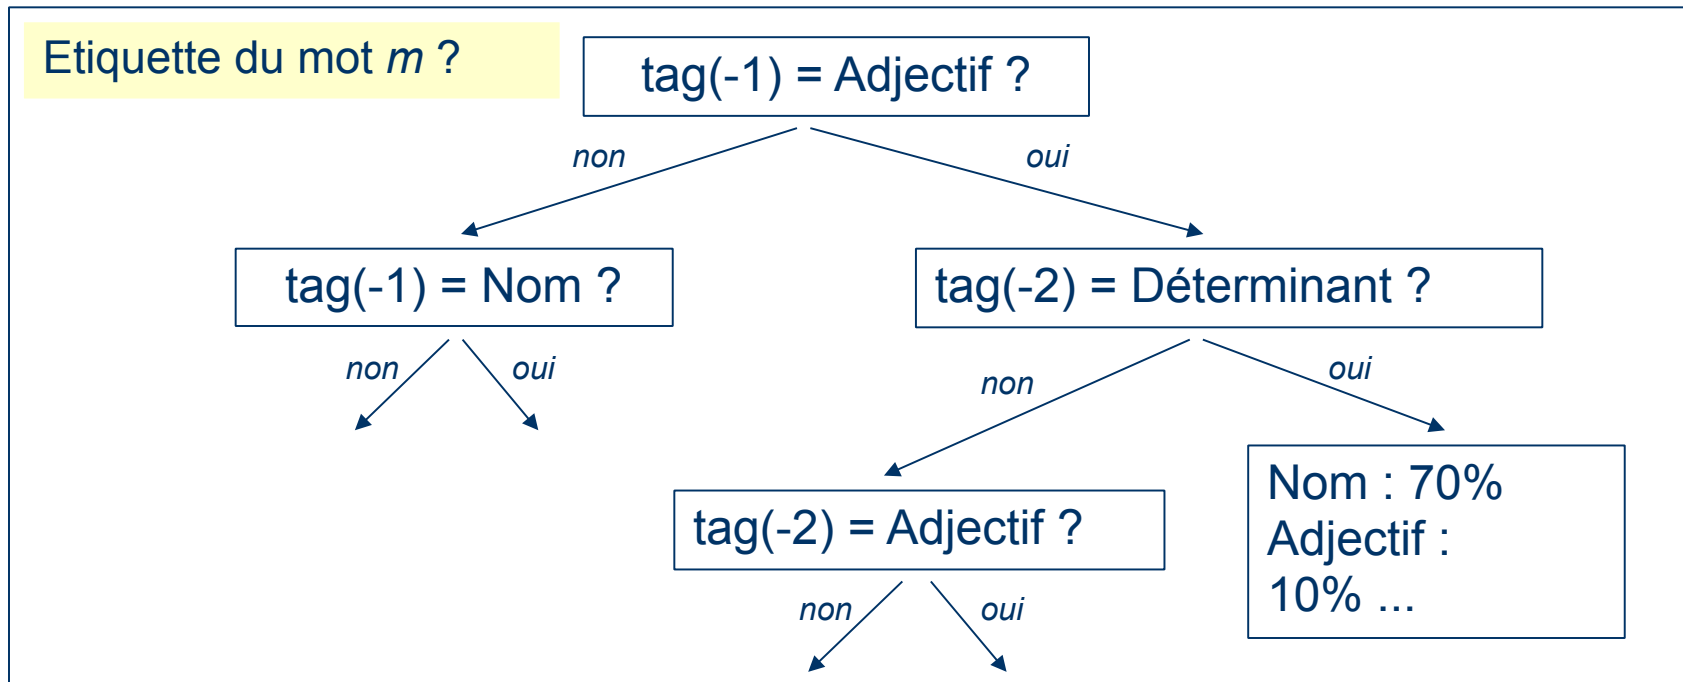 Etiquette du mot m ?
tag(-1) = Adjectif ?
non
oui
tag(-1) = Nom ?
tag(-2) = Déterminant ?
non
oui
non
oui
tag(-2) = Adjectif ?
Nom : 70%
Adjectif :
10% ...
non
oui